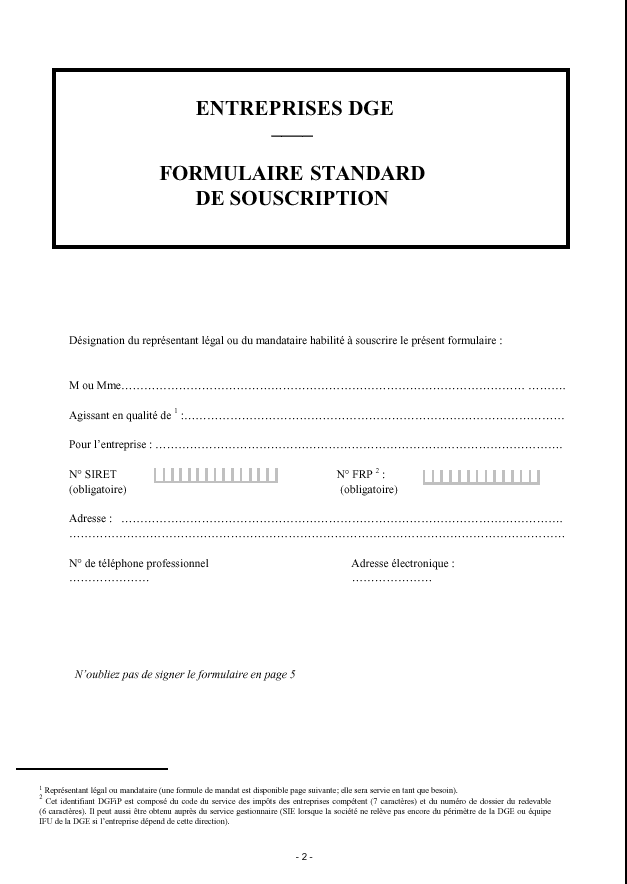 ENTREPRISES DGE
FORMULAIRE STANDARD
DE SOUSCRIPTION
Désignation du représentant légal ou du mandataire habilité à souscrire le présent formulaire :
M ou Mme…………………………………………………………………………………………… ……….
Agissant en qualité de 1 :………………………………………………………………………………………
Pour l’entreprise : …………………………………………………………………………………………….
N° SIRET
(obligatoire)
N° FRP 2 :
(obligatoire)
Adresse : …………………………………………………………………………………………………….
…………………………………………………………………………………………………………………
N° de téléphone professionnel
…………………
Adresse électronique :
…………………
N’oubliez pas de signer le formulaire en page 5
1 Représentant légal ou mandataire (une formule de mandat est disponible page suivante; elle sera servie en tant que besoin).
2 Cet identifiant DGFiP est composé du code du service des impôts des entreprises compétent (7 caractères) et du numéro de dossier du redevable
(6 caractères). Il peut aussi être obtenu auprès du service gestionnaire (SIE lorsque la société ne relève pas encore du périmètre de la DGE ou équipe
IFU de la DGE si l’entreprise dépend de cette direction).
- 2 -